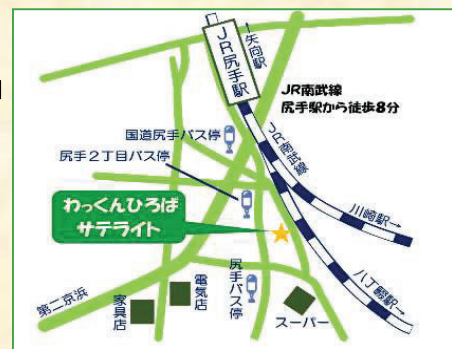 JR尻手駅
←矢向駅
JR南武線
尻手駅から徒歩8分
国道尻手バス停
JR南武線
尻手2丁目バス停
わっくんひろば
サテライト
川崎駅→
八丁畷駅→
第二京浜
家具店
電気店
尻手バス停
スーパー